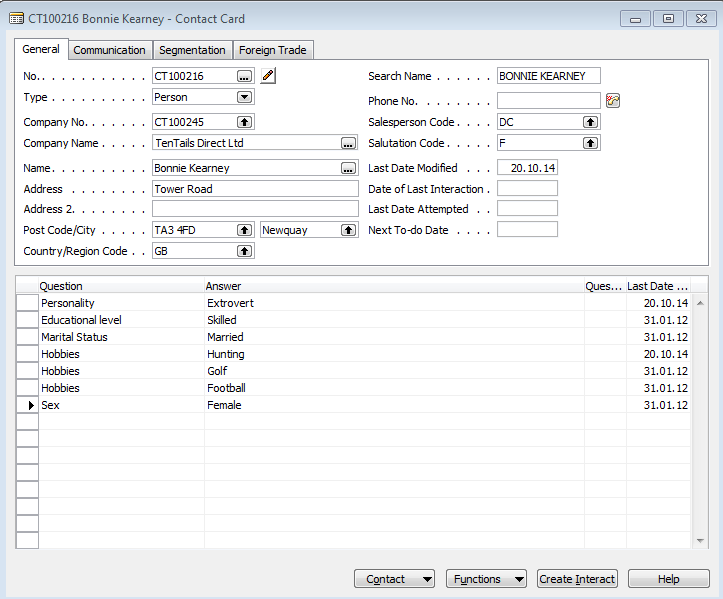 CT100216 Bonnie Kearney - Contact Card
General Communication Segmentation Foreign Trade
No. . . . . . . . . . . . CT100216 ... Search Name . . . . . . BONNIE KEARNEY
Type . . . . . . . . . . . Person Phone No. . . . . . . . .
Company No. . . . . . . . CT100245 Salesperson Code . . . . DC
Company Name . . . . . . TenTails Direct Ltd ... Salutation Code . . . . . F
Name . . . . . . . . . . . Bonnie Kearney ... Last Date Modified . . . 20.10.14
Address . . . . . . . . . Tower Road Date of Last Interaction .
Address 2. . . . . . . . . Last Date Attempted . .
Post Code/City . . . . . . TA3 4FD Newquay Next To-do Date . . . .
Country/Region Code . . GB
Question Answer Ques... Last Date ...
Personality Extrovert 20.10.14
Educational level Skilled 31.01.12
Marital Status Married 31.01.12
Hobbies Hunting 20.10.14
Hobbies Golf 31.01.12
Hobbies Football 31.01.12
Sex Female 31.01.12
Contact Functions Create Interact Help